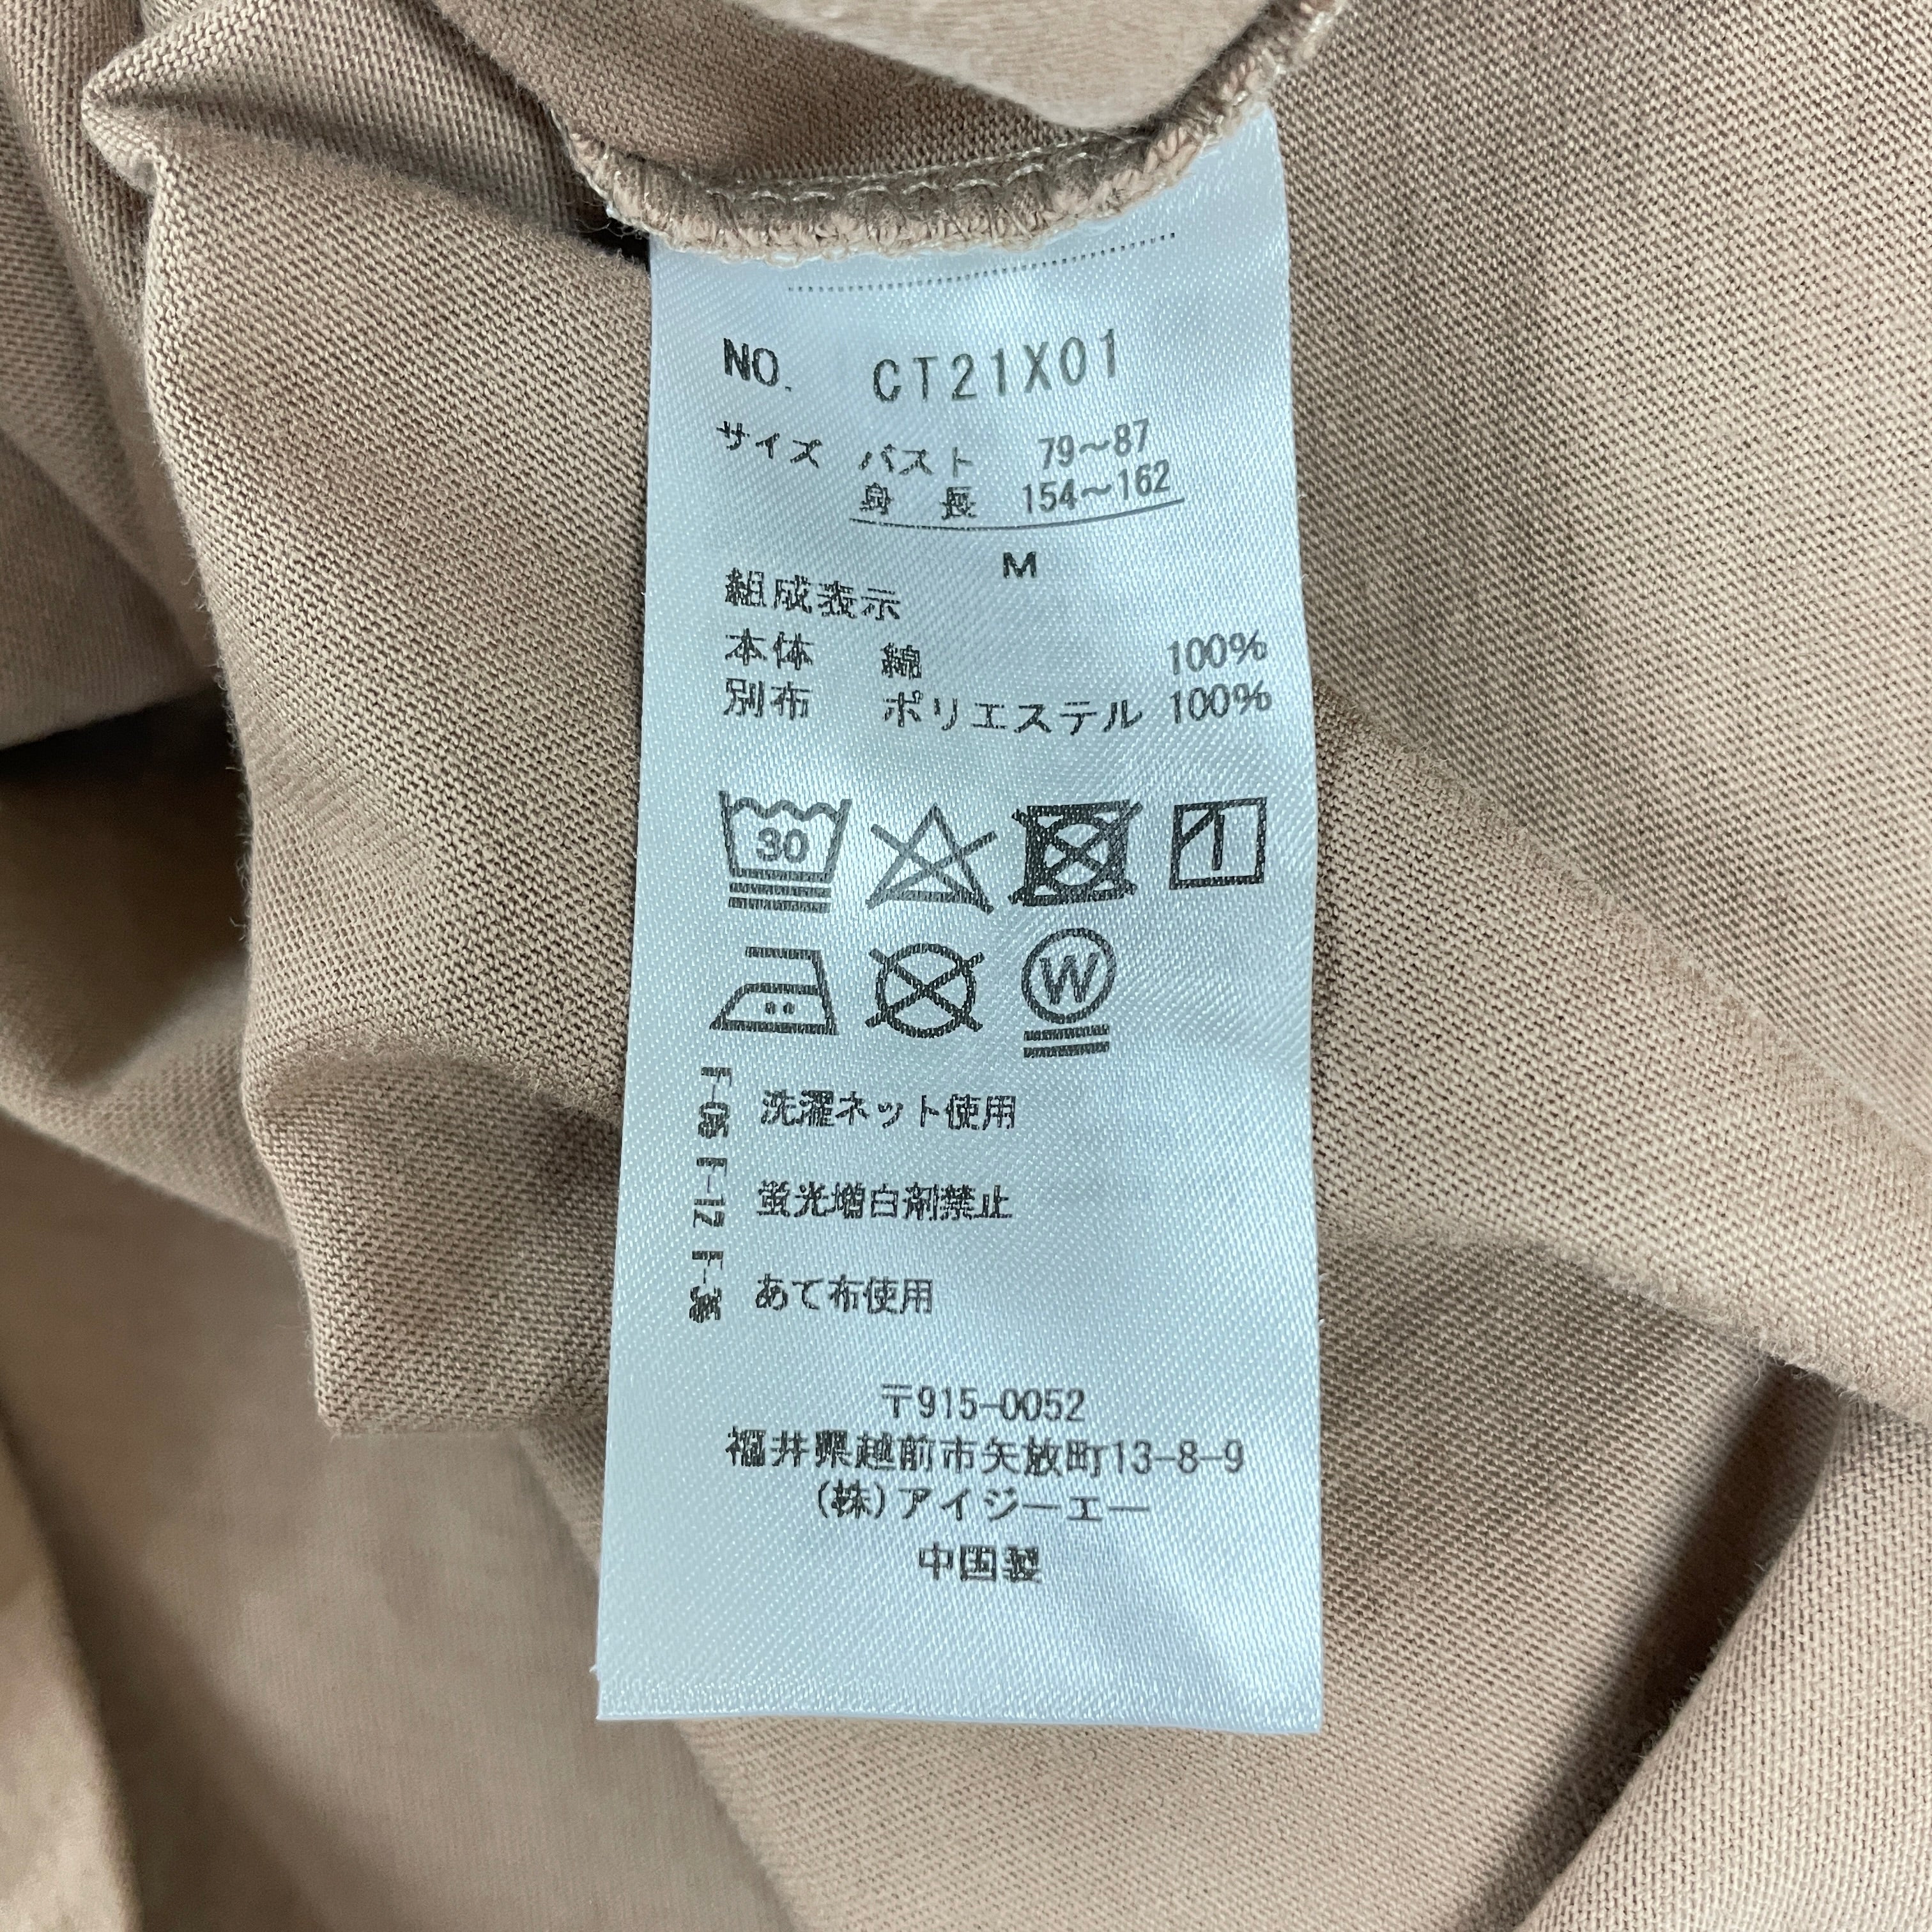 NO. CT21X01
サイズ バスト 79～87
身 長 154～162
M
組成表示
本体 綿 100%
別布 ポリエステル 100%
30
W
F-06 洗濯ネット使用
F-12 蛍光増白剤禁止
あて布使用
〒915-0052
福井県越前市矢放町13-8-9
(株)アイジーエー
中国製